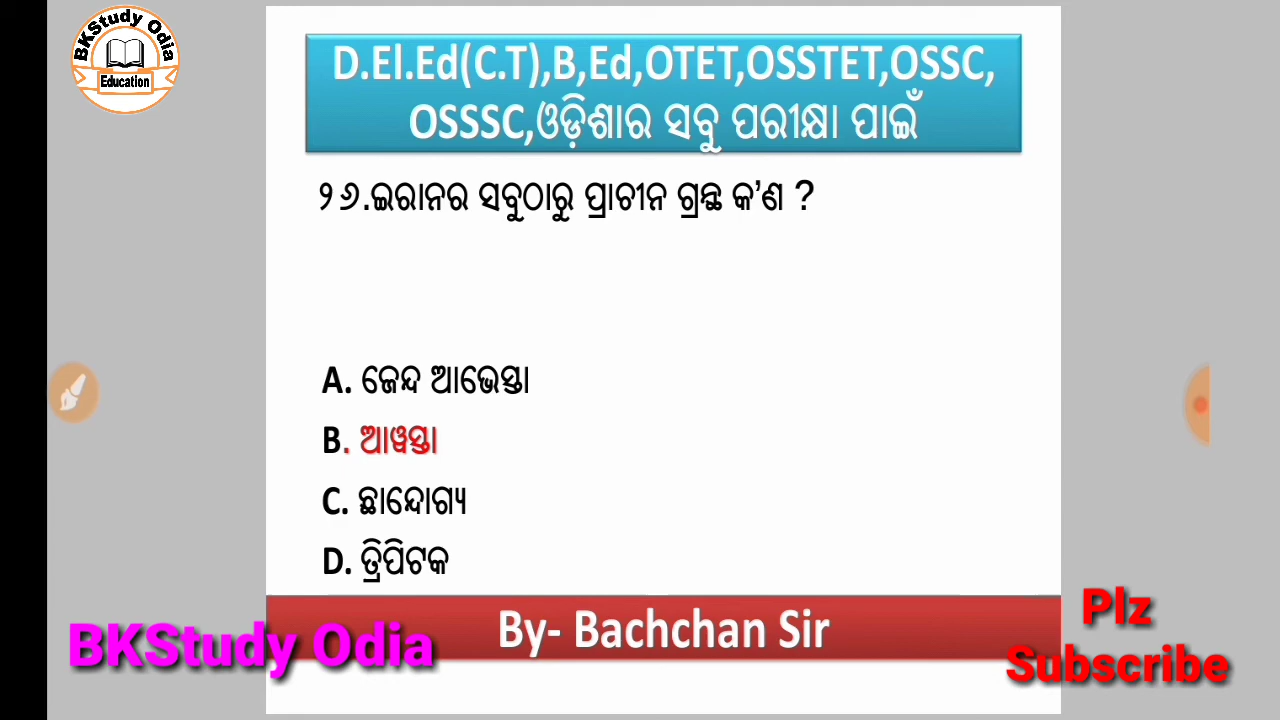 BKStudy Odia
Education
D.El.Ed(C.T),B,Ed,OTET,OSSTET,OSSC,
OSSSC,ଓଡ଼ିଶାର ସବୁ ପରୀକ୍ଷା ପାଇଁ
୨୬.ଇରାନର ସବୁଠାରୁ ପ୍ରାଚୀନ ଗ୍ରନ୍ଥ କ’ଣ ?
A. ଜେନ୍ଦ ଆଭେସ୍ତା
B. ଆୱସ୍ତା
C. ଛାନ୍ଦୋଗ୍ୟ
D. ତ୍ରିପିଟକ
By- Bachchan Sir
BKStudy Odia
Plz
Subscribe